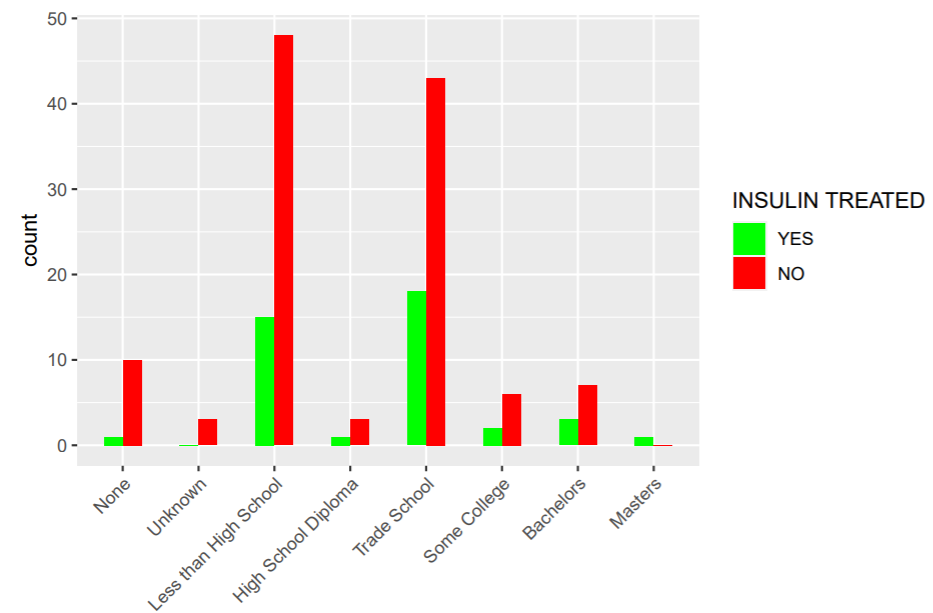 50
40
30
20
10
0
count
None
Unknown
Less than High School
High School Diploma
Trade School
Some College
Bachelors
Masters
INSULIN TREATED
YES
NO